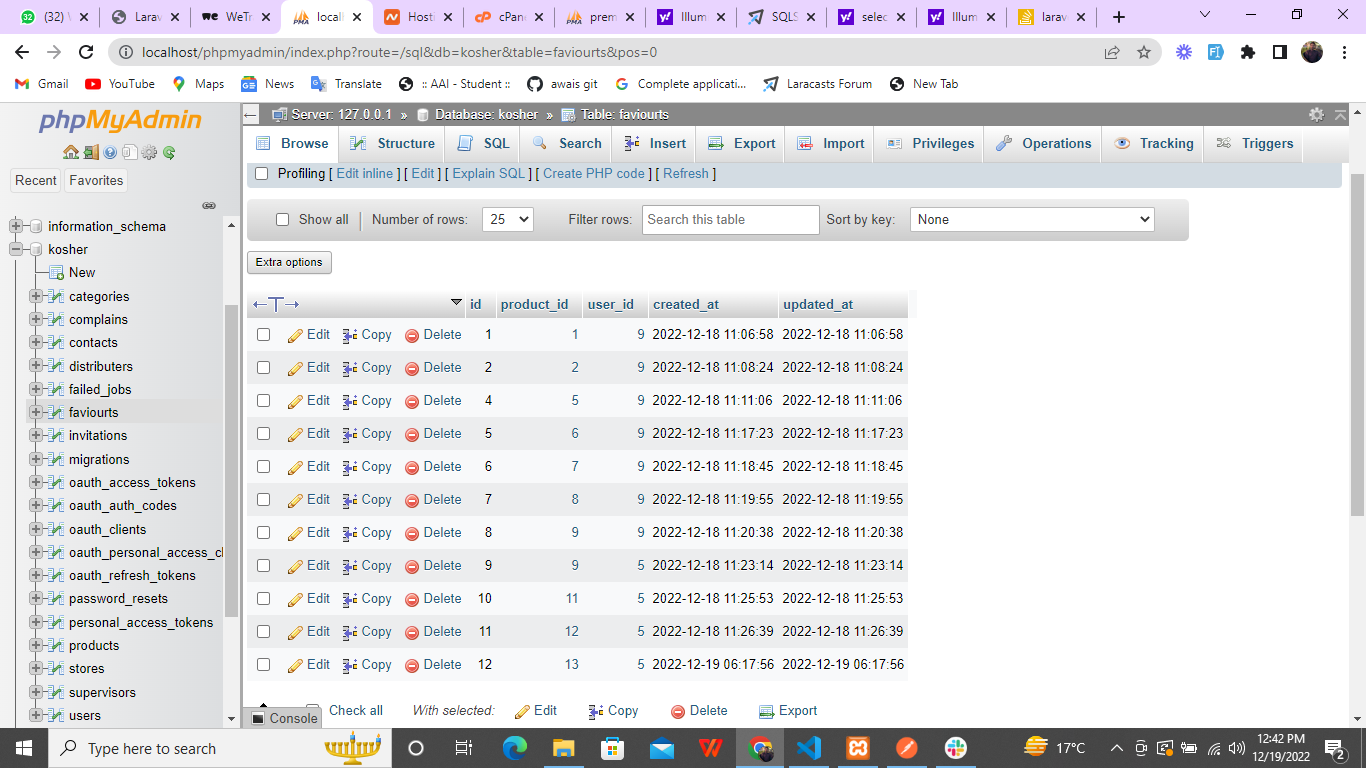 (32) V
Larav
WeTr
locall
Hosti
cPan
prem
Illum
SQLS
selec
Illum
larav
localhost/phpmyadmin/index.php?route=/sql&db=kosher&table=faviourts&pos=0
Gmail YouTube Maps News Translate :: AAI - Student :: awais git Complete applicati... Laracasts Forum New Tab
phpMyAdmin
Recent Favorites
information_schema
kosher
New
categories
complains
contacts
distributers
failed_jobs
faviourts
invitations
migrations
oauth_access_tokens
oauth_auth_codes
oauth_clients
oauth_personal_access_cl
oauth_refresh_tokens
password_resets
personal_access_tokens
products
stores
supervisors
users
Server: 127.0.0.1 » Database: kosher » Table: faviourts
Browse Structure SQL Search Insert Export Import Privileges Operations Tracking Triggers
Profiling [ Edit inline ] [ Edit ] [ Explain SQL ] [ Create PHP code ] [ Refresh ]
Show all Number of rows: 25 Filter rows: Search this table Sort by key: None
Extra options
id product_id user_id created_at updated_at
Edit Copy Delete 1 1 9 2022-12-18 11:06:58 2022-12-18 11:06:58
Edit Copy Delete 2 2 9 2022-12-18 11:08:24 2022-12-18 11:08:24
Edit Copy Delete 4 5 9 2022-12-18 11:11:06 2022-12-18 11:11:06
Edit Copy Delete 5 6 9 2022-12-18 11:17:23 2022-12-18 11:17:23
Edit Copy Delete 6 7 9 2022-12-18 11:18:45 2022-12-18 11:18:45
Edit Copy Delete 7 8 9 2022-12-18 11:19:55 2022-12-18 11:19:55
Edit Copy Delete 8 9 9 2022-12-18 11:20:38 2022-12-18 11:20:38
Edit Copy Delete 9 9 5 2022-12-18 11:23:14 2022-12-18 11:23:14
Edit Copy Delete 10 11 5 2022-12-18 11:25:53 2022-12-18 11:25:53
Edit Copy Delete 11 12 5 2022-12-18 11:26:39 2022-12-18 11:26:39
Edit Copy Delete 12 13 5 2022-12-19 06:17:56 2022-12-19 06:17:56
Check all With selected: Edit Copy Delete Export
Console
Type here to search
17°C
12:42 PM
12/19/2022
2